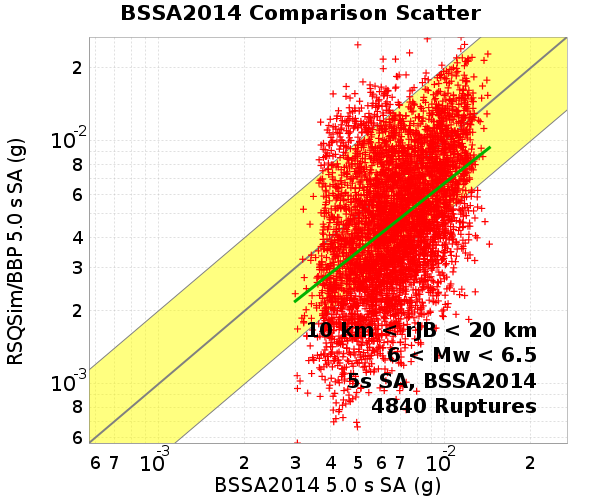 BSSA2014 Comparison Scatter
RSQSim/BBP 5.0 s SA (g)
2
10-2
8
6
4
3
2
10-3
8
6
10 km < rJB < 20 km
6 < Mw < 6.5
5s SA, BSSA2014
4840 Ruptures
6 7 10-3 2 3 4 5 6 7 10-2 2
BSSA2014 5.0 s SA (g)